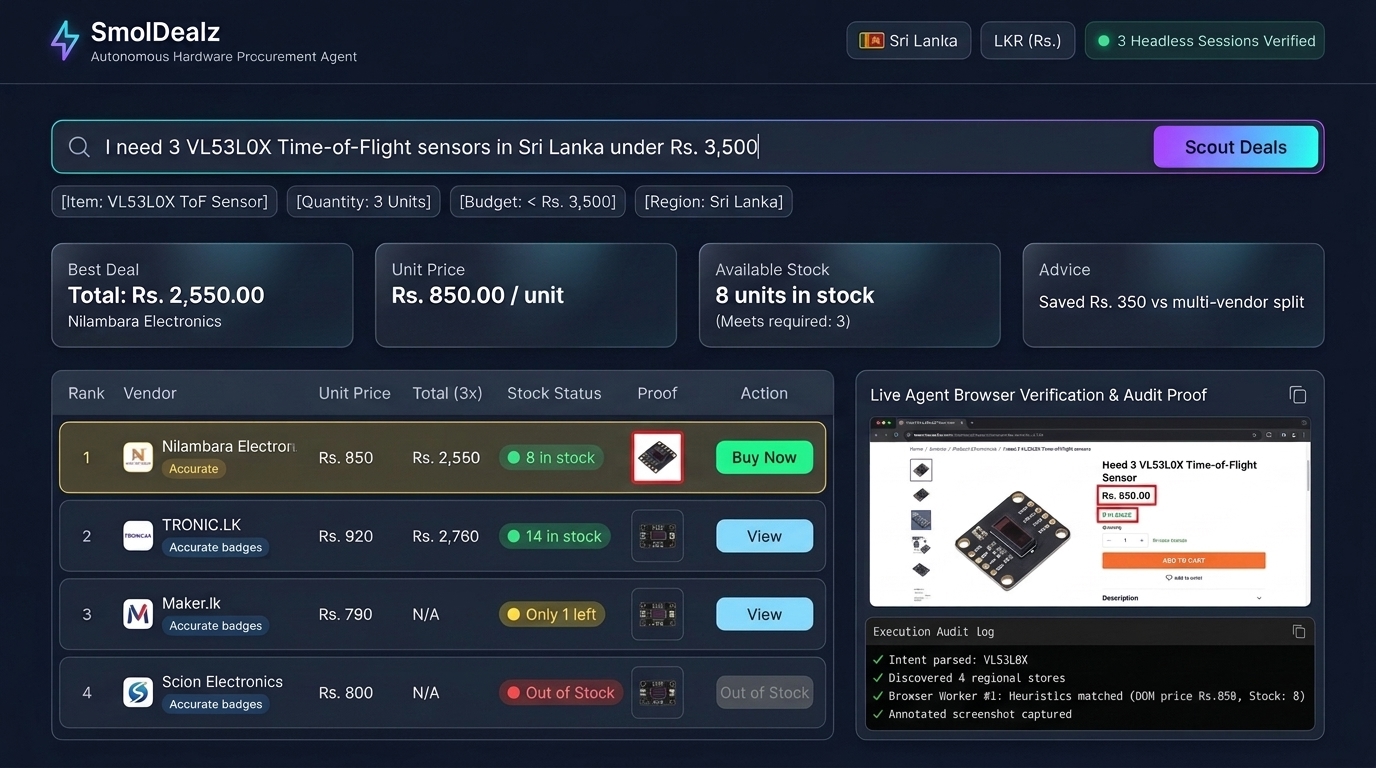 SmolDealz
Autonomous Hardware Procurement Agent
Sri Lanka
LKR (Rs.)
3 Headless Sessions Verified
I need 3 VL53L0X Time-of-Flight sensors in Sri Lanka under Rs. 3,500
Scout Deals
[Item: VL53L0X ToF Sensor]
[Quantity: 3 Units]
[Budget: < Rs. 3,500]
[Region: Sri Lanka]
Best Deal
Total: Rs. 2,550.00
Nilambara Electronics
Unit Price
Rs. 850.00 / unit
Available Stock
8 units in stock
(Meets required: 3)
Advice
Saved Rs. 350 vs multi-vendor split
Rank Vendor Unit Price Total (3x) Stock Status Proof Action
1 Nilambara Electron Rs. 850 Rs. 2,550 8 in stock Buy Now
Accurate
2 TRONIC.LK Rs. 920 Rs. 2,760 14 in stock View
Accurate badges
3 Maker.lk Rs. 790 N/A Only 1 left View
Accurate badges
4 Scion Electronics Rs. 800 N/A Out of Stock Out of Stock
Accurate badges
Live Agent Browser Verification & Audit Proof
Need 3 VL53L0X Time-of-Flight
Sensor
Rs. 850.00
1
ADD TO CART
Description
Execution Audit log
✓ Intent parsed: VLS3L8X
✓ Discovered 4 regional stores
✓ Browser Worker #1: Heuristics matched (DOM price Rs.850, Stock: 8)
✓ Annotated screenshot captured